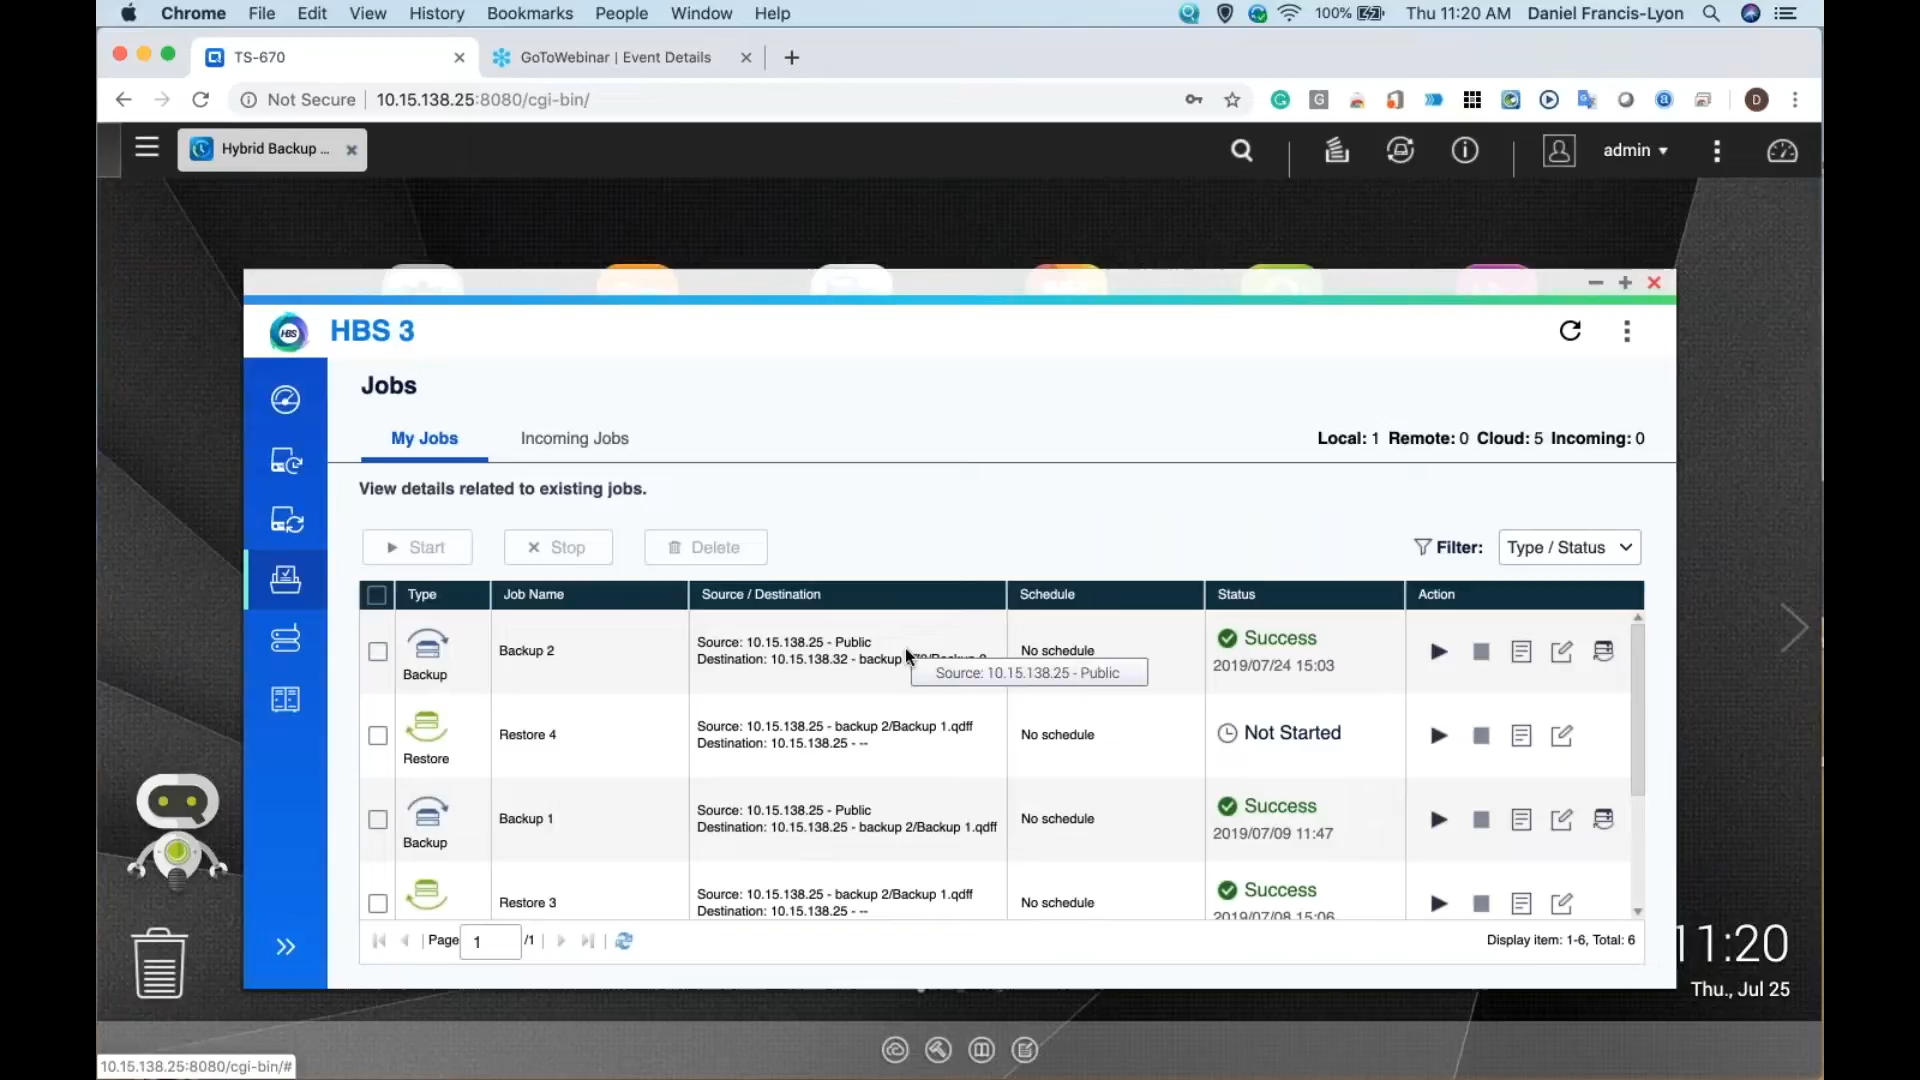 Chrome File Edit View History Bookmarks People Window Help 100% Thu 11:20 AM Daniel Francis-Lyon
TS-670 GoToWebinar | Event Details
Not Secure 10.15.138.25:8080/cgi-bin/
Hybrid Backup ... admin
HBS HBS 3
Jobs
My Jobs Incoming Jobs Local: 1 Remote: 0 Cloud: 5 Incoming: 0
View details related to existing jobs.
Start Stop Delete Filter: Type / Status
Type Job Name Source / Destination Schedule Status Action
Backup Backup 2 Source: 10.15.138.25 - Public No schedule Success
Destination: 10.15.138.32 - backup 2019/07/24 15:03
Source: 10.15.138.25 - Public
Restore Restore 4 Source: 10.15.138.25 - backup 2/Backup 1.qdff No schedule Not Started
Destination: 10.15.138.25 - --
Backup Backup 1 Source: 10.15.138.25 - Public No schedule Success
Destination: 10.15.138.25 - backup 2/Backup 1.qdff 2019/07/09 11:47
Restore 3 Source: 10.15.138.25 - backup 2/Backup 1.qdff No schedule Success
Destination: 10.15.138.25 - -- 2019/07/08 15:06
Page 1 /1 Display item: 1-6, Total: 6
11:20
Thu., Jul 25
10.15.138.25:8080/cgi-bin/#